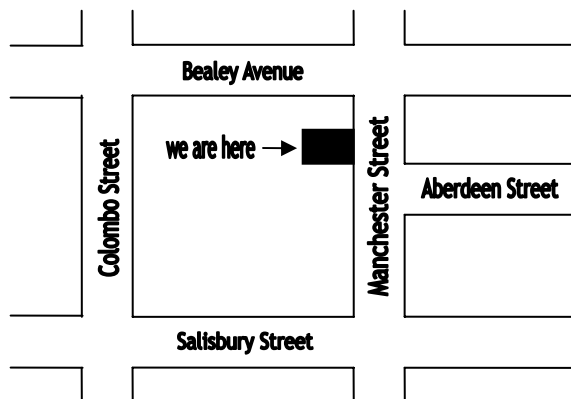 Bealey Avenue
we are here
Colombo Street
Manchester Street
Aberdeen Street
Salisbury Street